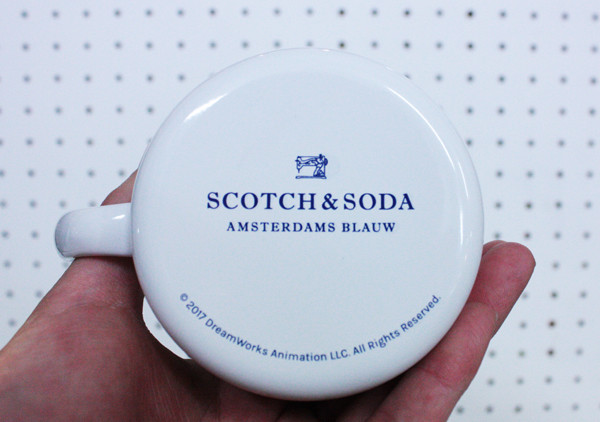 SCOTCH & SODA
AMSTERDAMS BLAUW
© 2017 DreamWorks Animation LLC. All Rights Reserved.